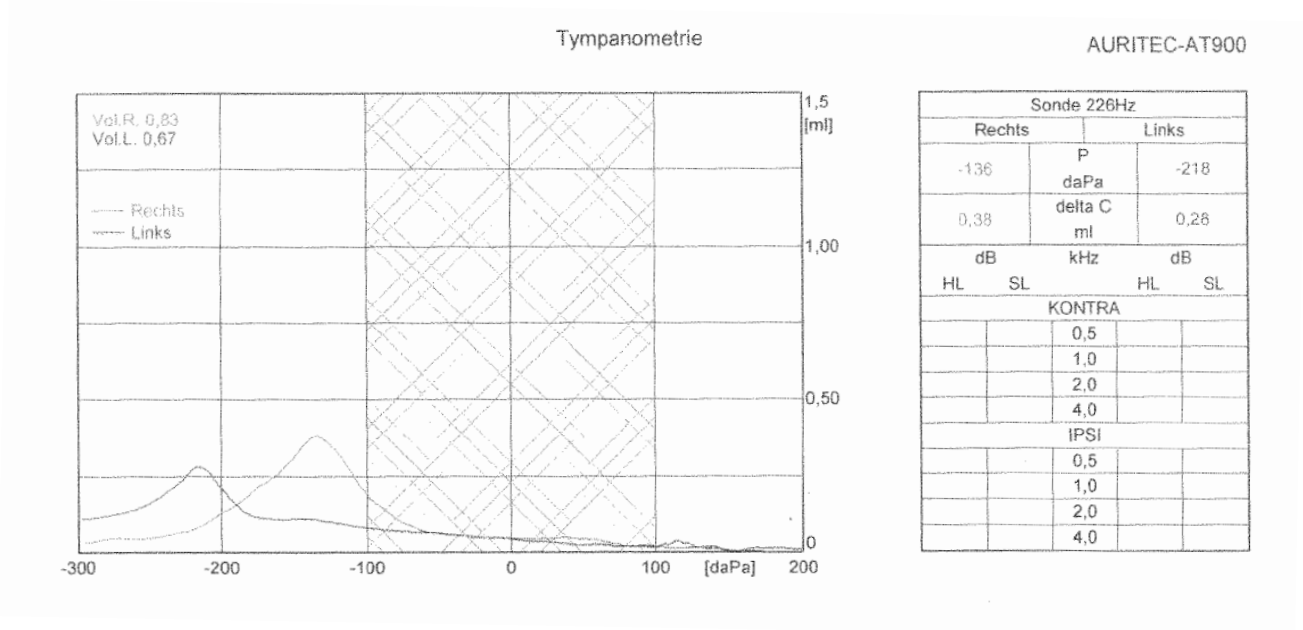 Tympanometrie
AURITEC-AT900
Vol.R. 0,83
Vol.L. 0,67
Rechts
Links
1,5
[ml]
1,00
0,50
0
-300 -200 -100 0 100 [daPa] 200
Sonde 226Hz
Rechts Links
-136 P daPa -218
0,38 delta C ml 0,28
dB kHz dB
HL SL HL SL
KONTRA
0,5
1,0
2,0
4,0
IPSI
0,5
1,0
2,0
4,0